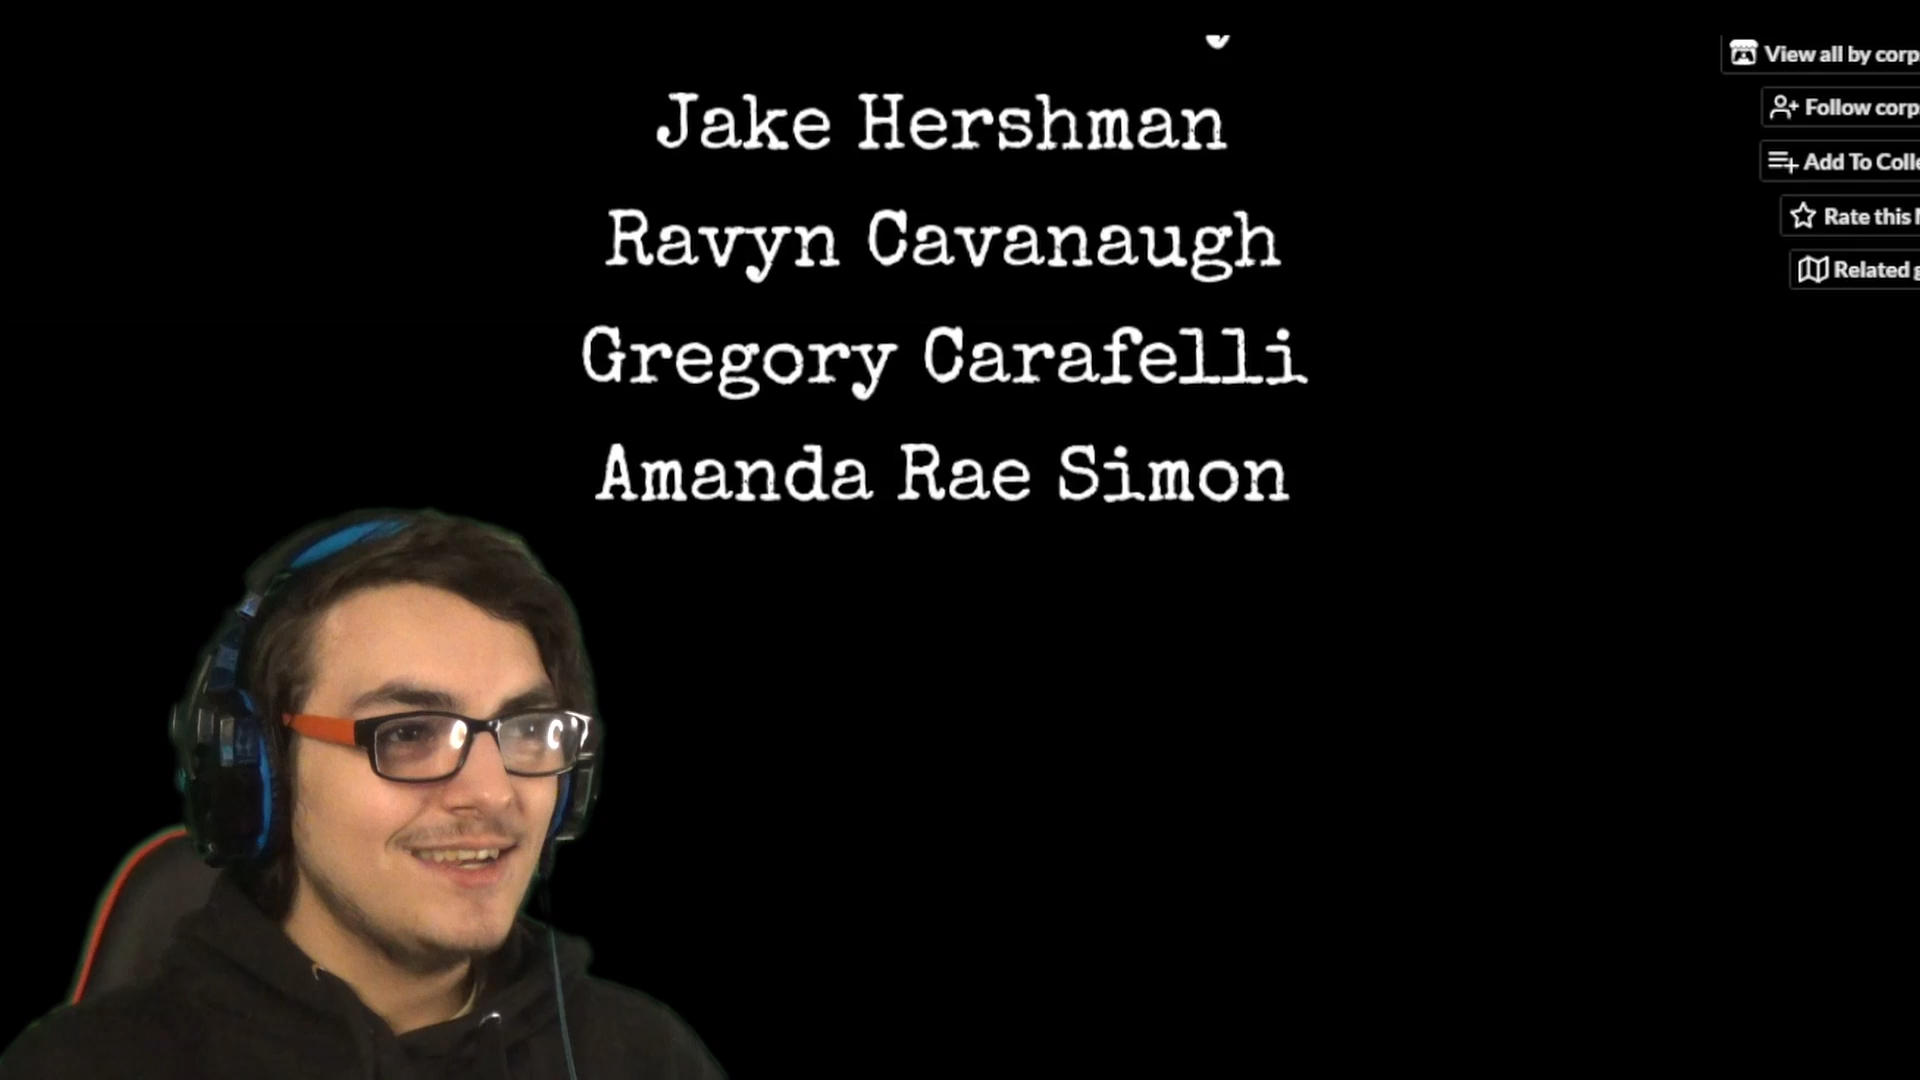 View all by corp
Jake Hershman
Follow corp
Add To Colle
Ravyn Cavanaugh
Rate this
Related g
Gregory Carafelli
Amanda Rae Simon